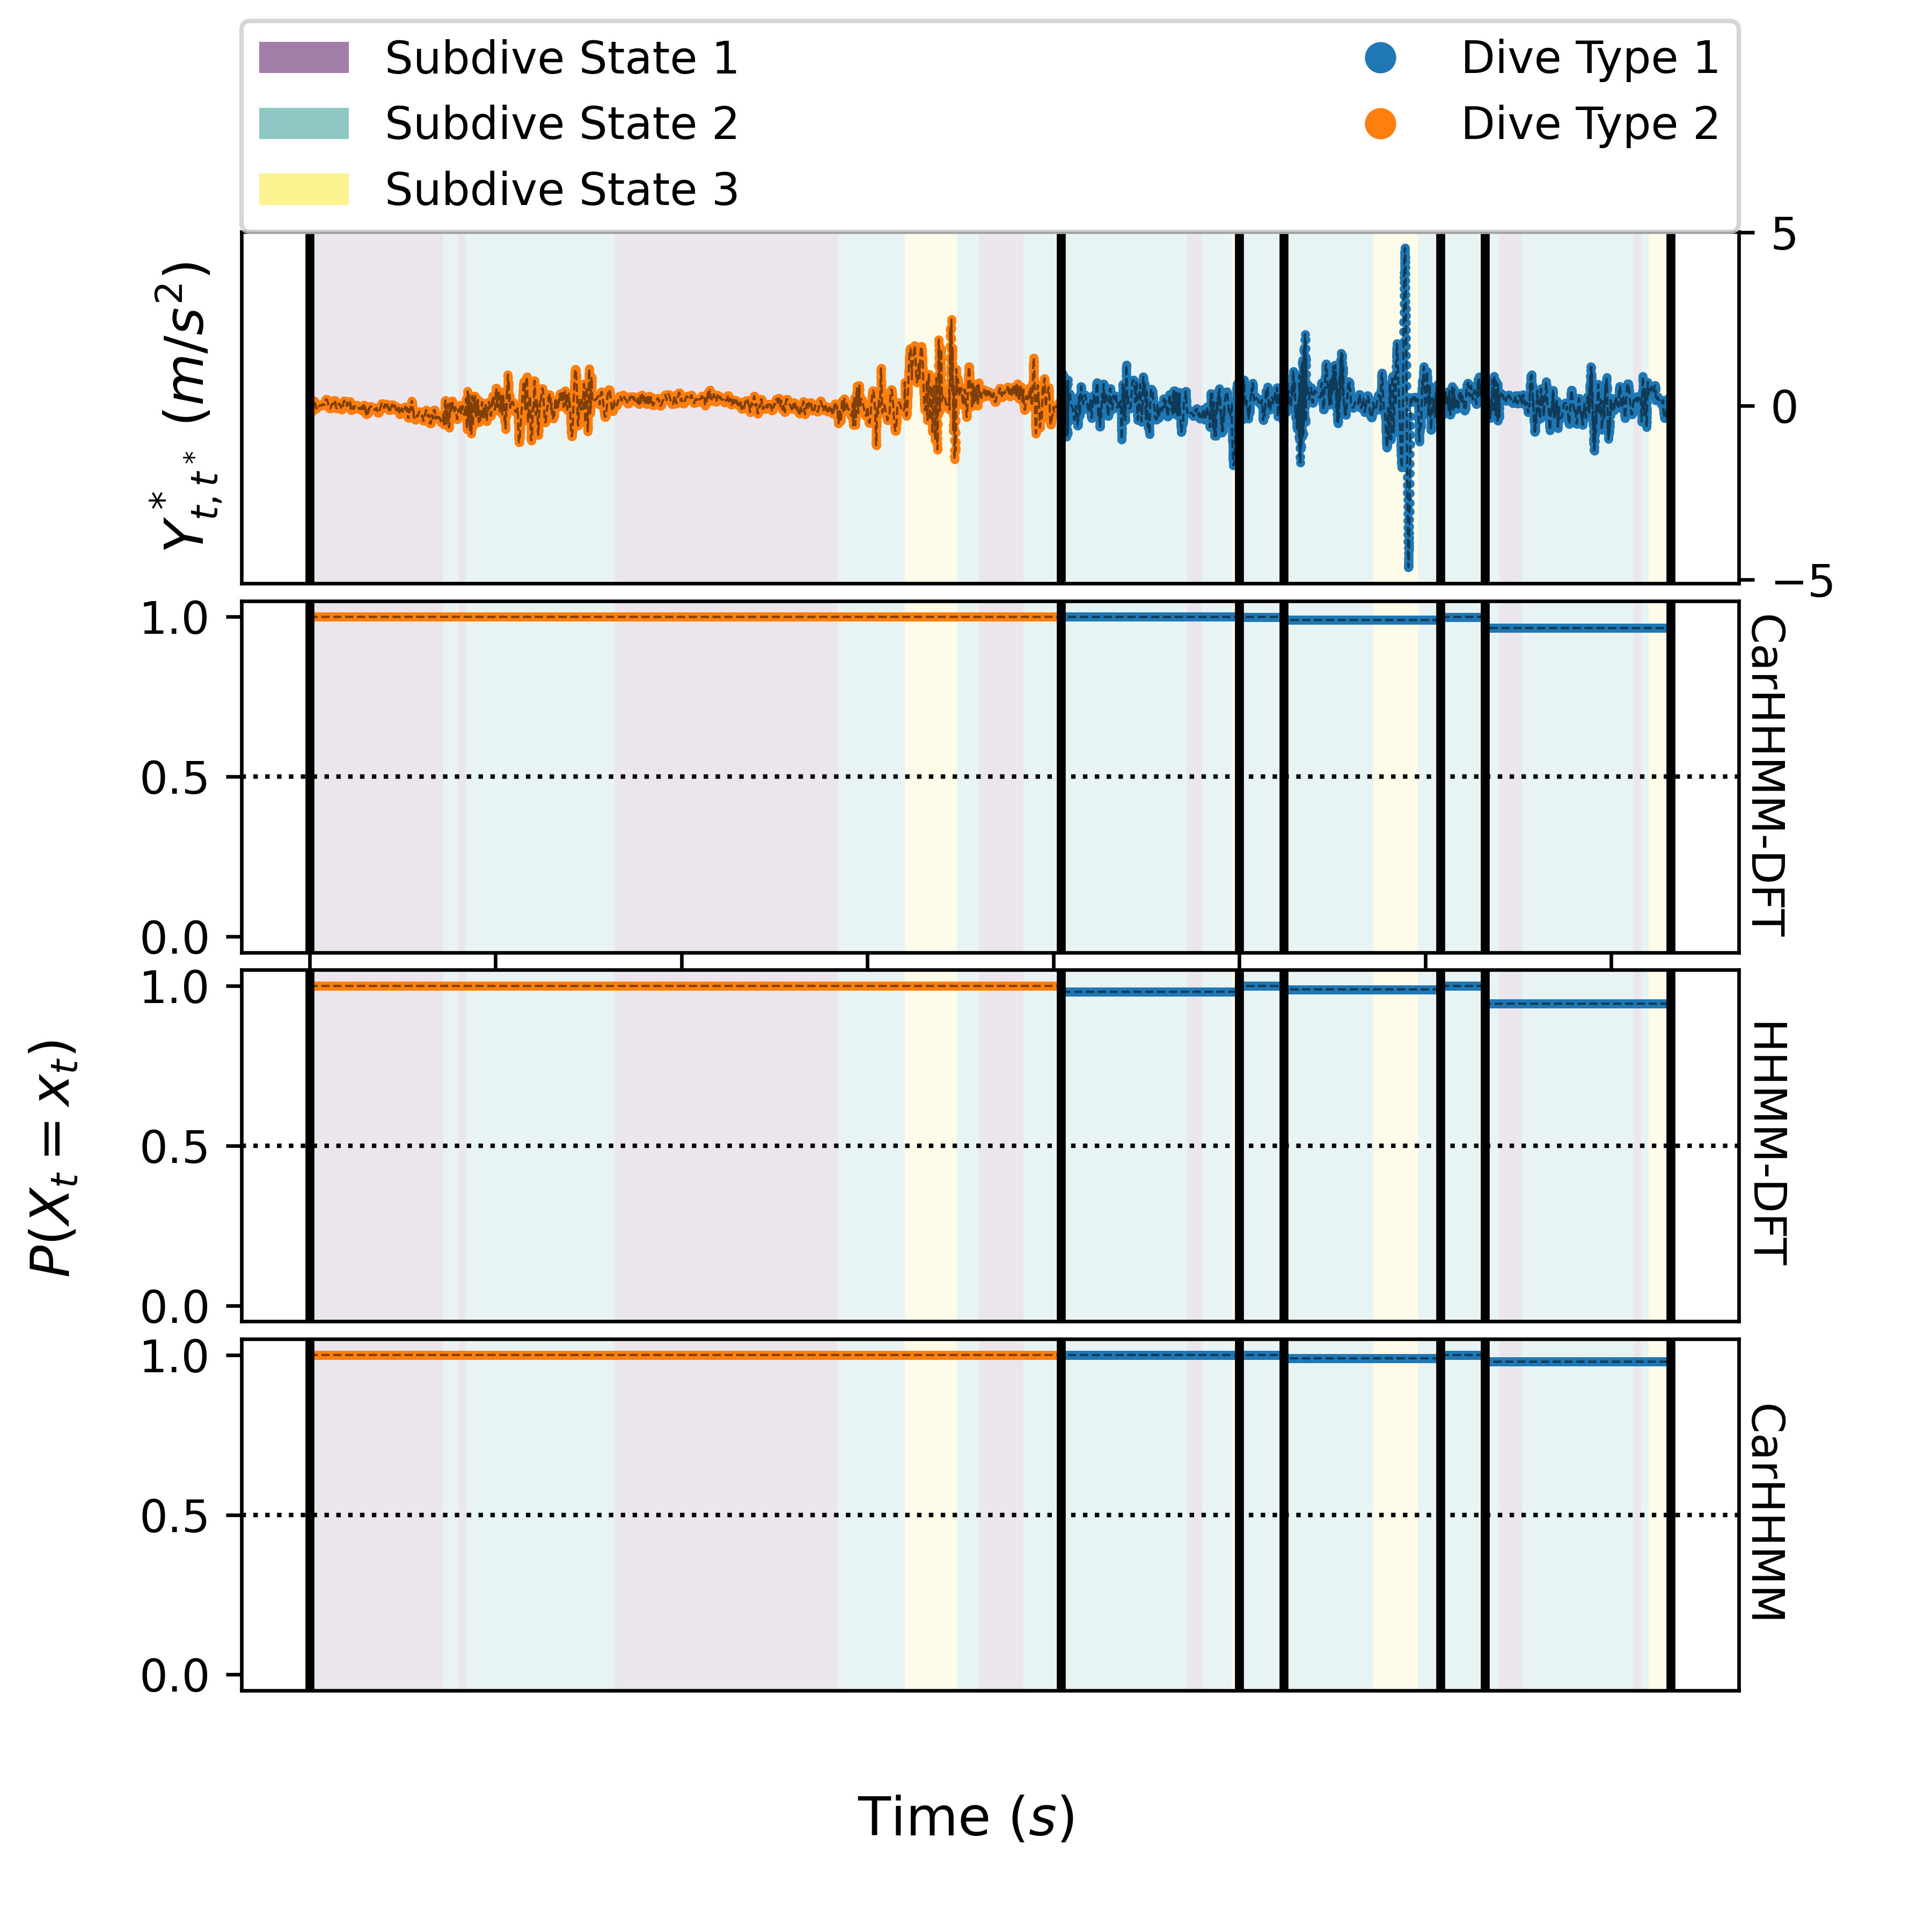 Subdive State 1
Subdive State 2
Subdive State 3
Dive Type 1
Dive Type 2
Y*t,t* (m/s²)
5
0
−5
1.0
0.5
0.0
CarHHMM-DFT
P(Xt = xt)
1.0
0.5
0.0
HHMM-DFT
1.0
0.5
0.0
CarHHMM
Time (s)